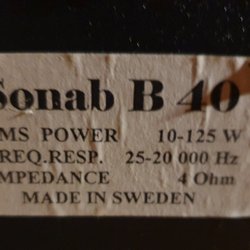 Sonab B 40
MS POWER 10-125 W
REQ.RESP. 25-20 000 Hz
MPEDANCE 4 Ohm
MADE IN SWEDEN